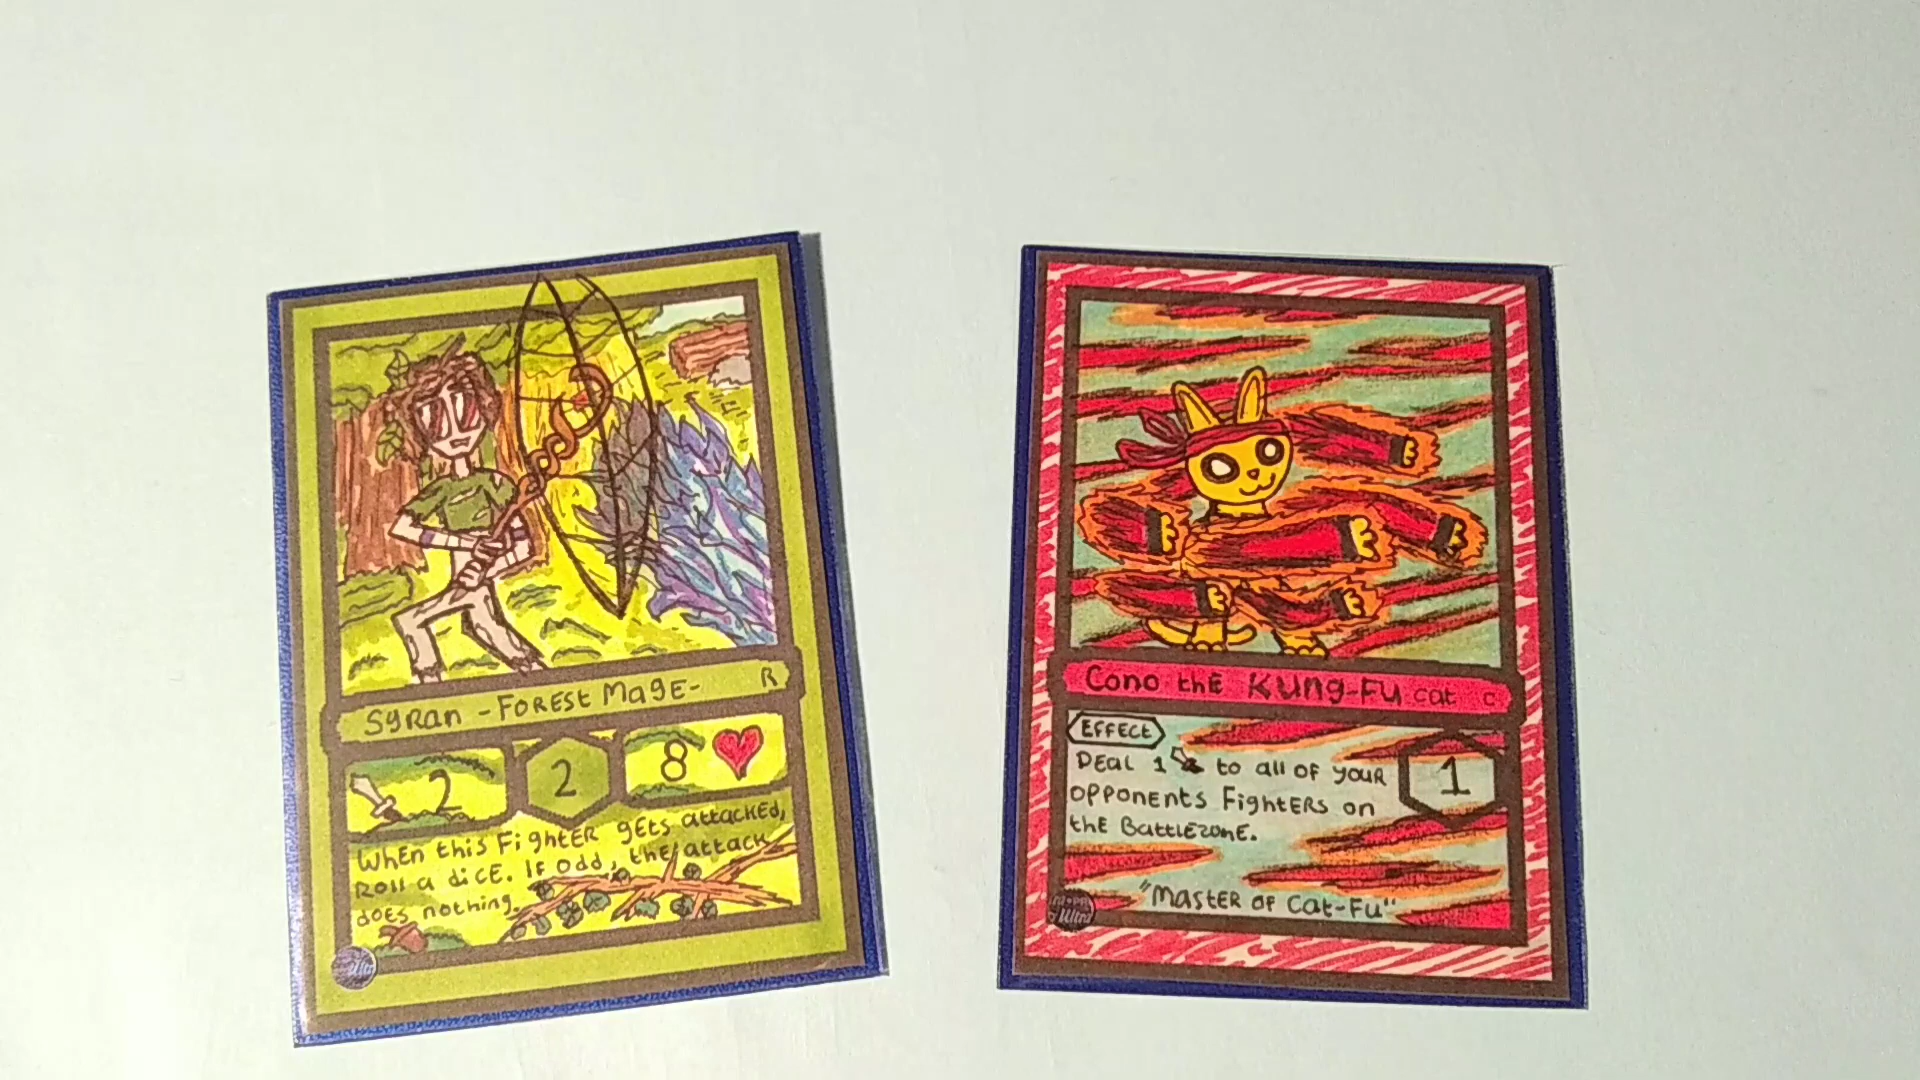 Syran -Forest Mage- R
2 2 8
When this Fighter gets attacked,
roll a dice. If odd, the attack
does nothing.
Cono the Kung-Fu cat C
EFFECT
Deal 1 to all of your
opponents Fighters on
the Battlezone.
1
"Master of Cat-Fu"
Ultra